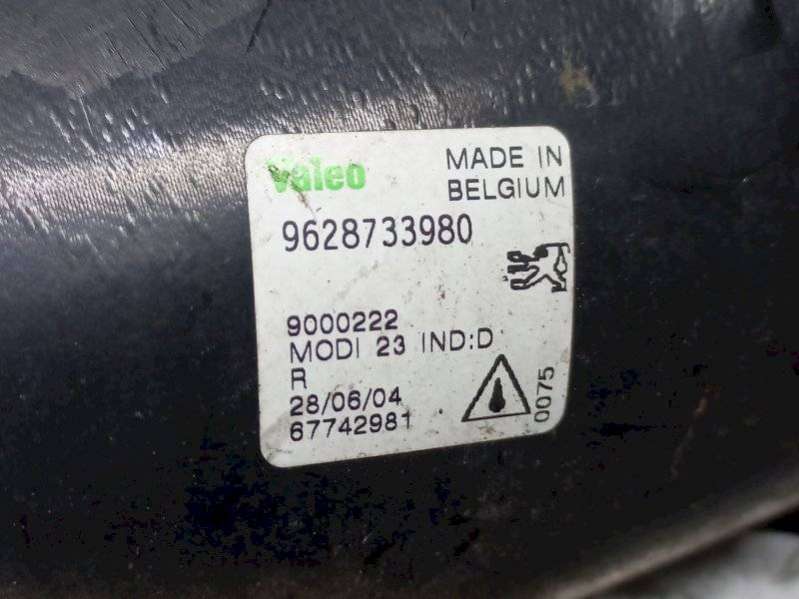 Valeo
MADE IN
BELGIUM
9628733980
9000222
MODI 23 IND:D
R
28/06/04
67742981
0075